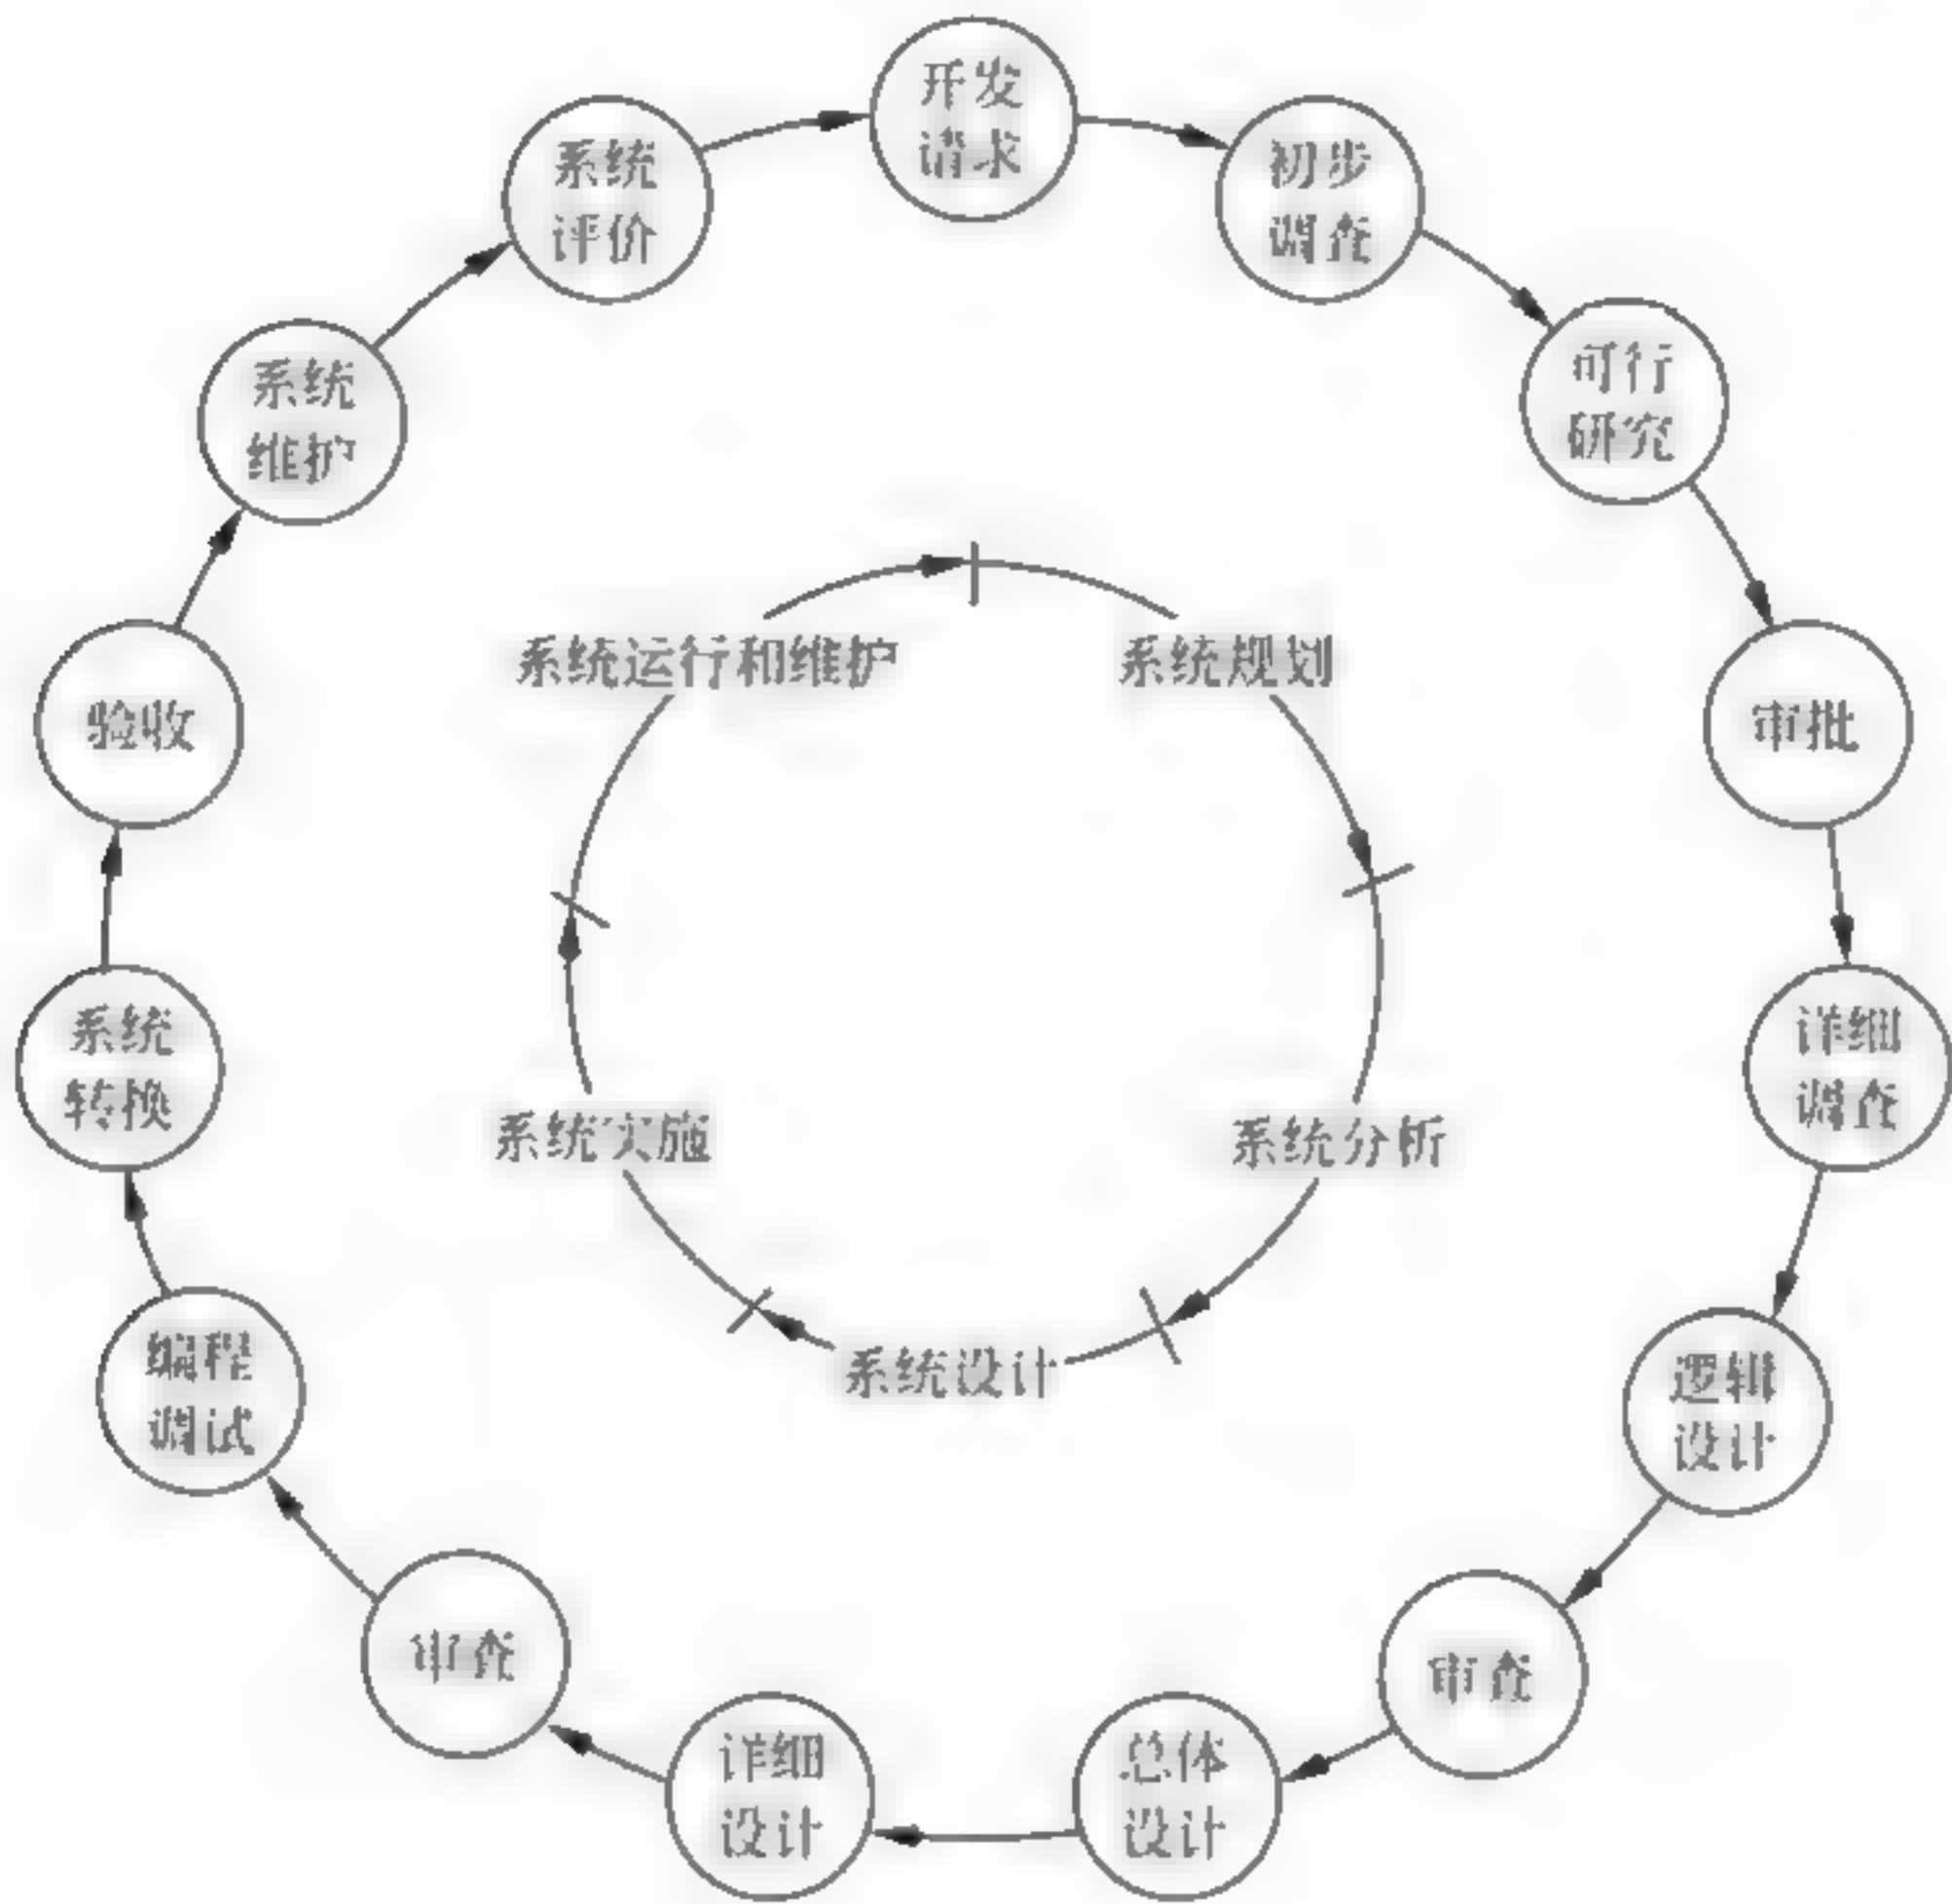 开发
请求
初步
调查
可行
研究
审批
详细
调查
逻辑
设计
审查
总体
设计
详细
设计
审查
编程
调试
系统
转换
验收
系统
维护
系统
评价
系统规划
系统分析
系统设计
系统实施
系统运行和维护